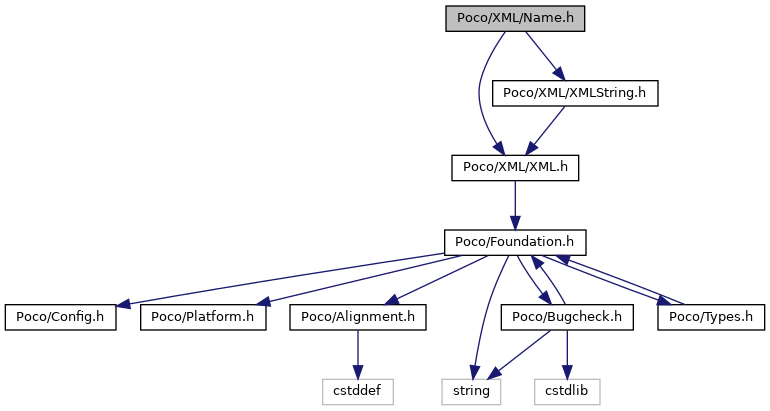 Poco/XML/Name.h
Poco/XML/XMLString.h
Poco/XML/XML.h
Poco/Foundation.h
Poco/Config.h
Poco/Platform.h
Poco/Alignment.h
Poco/Bugcheck.h
Poco/Types.h
cstddef
string
cstdlib